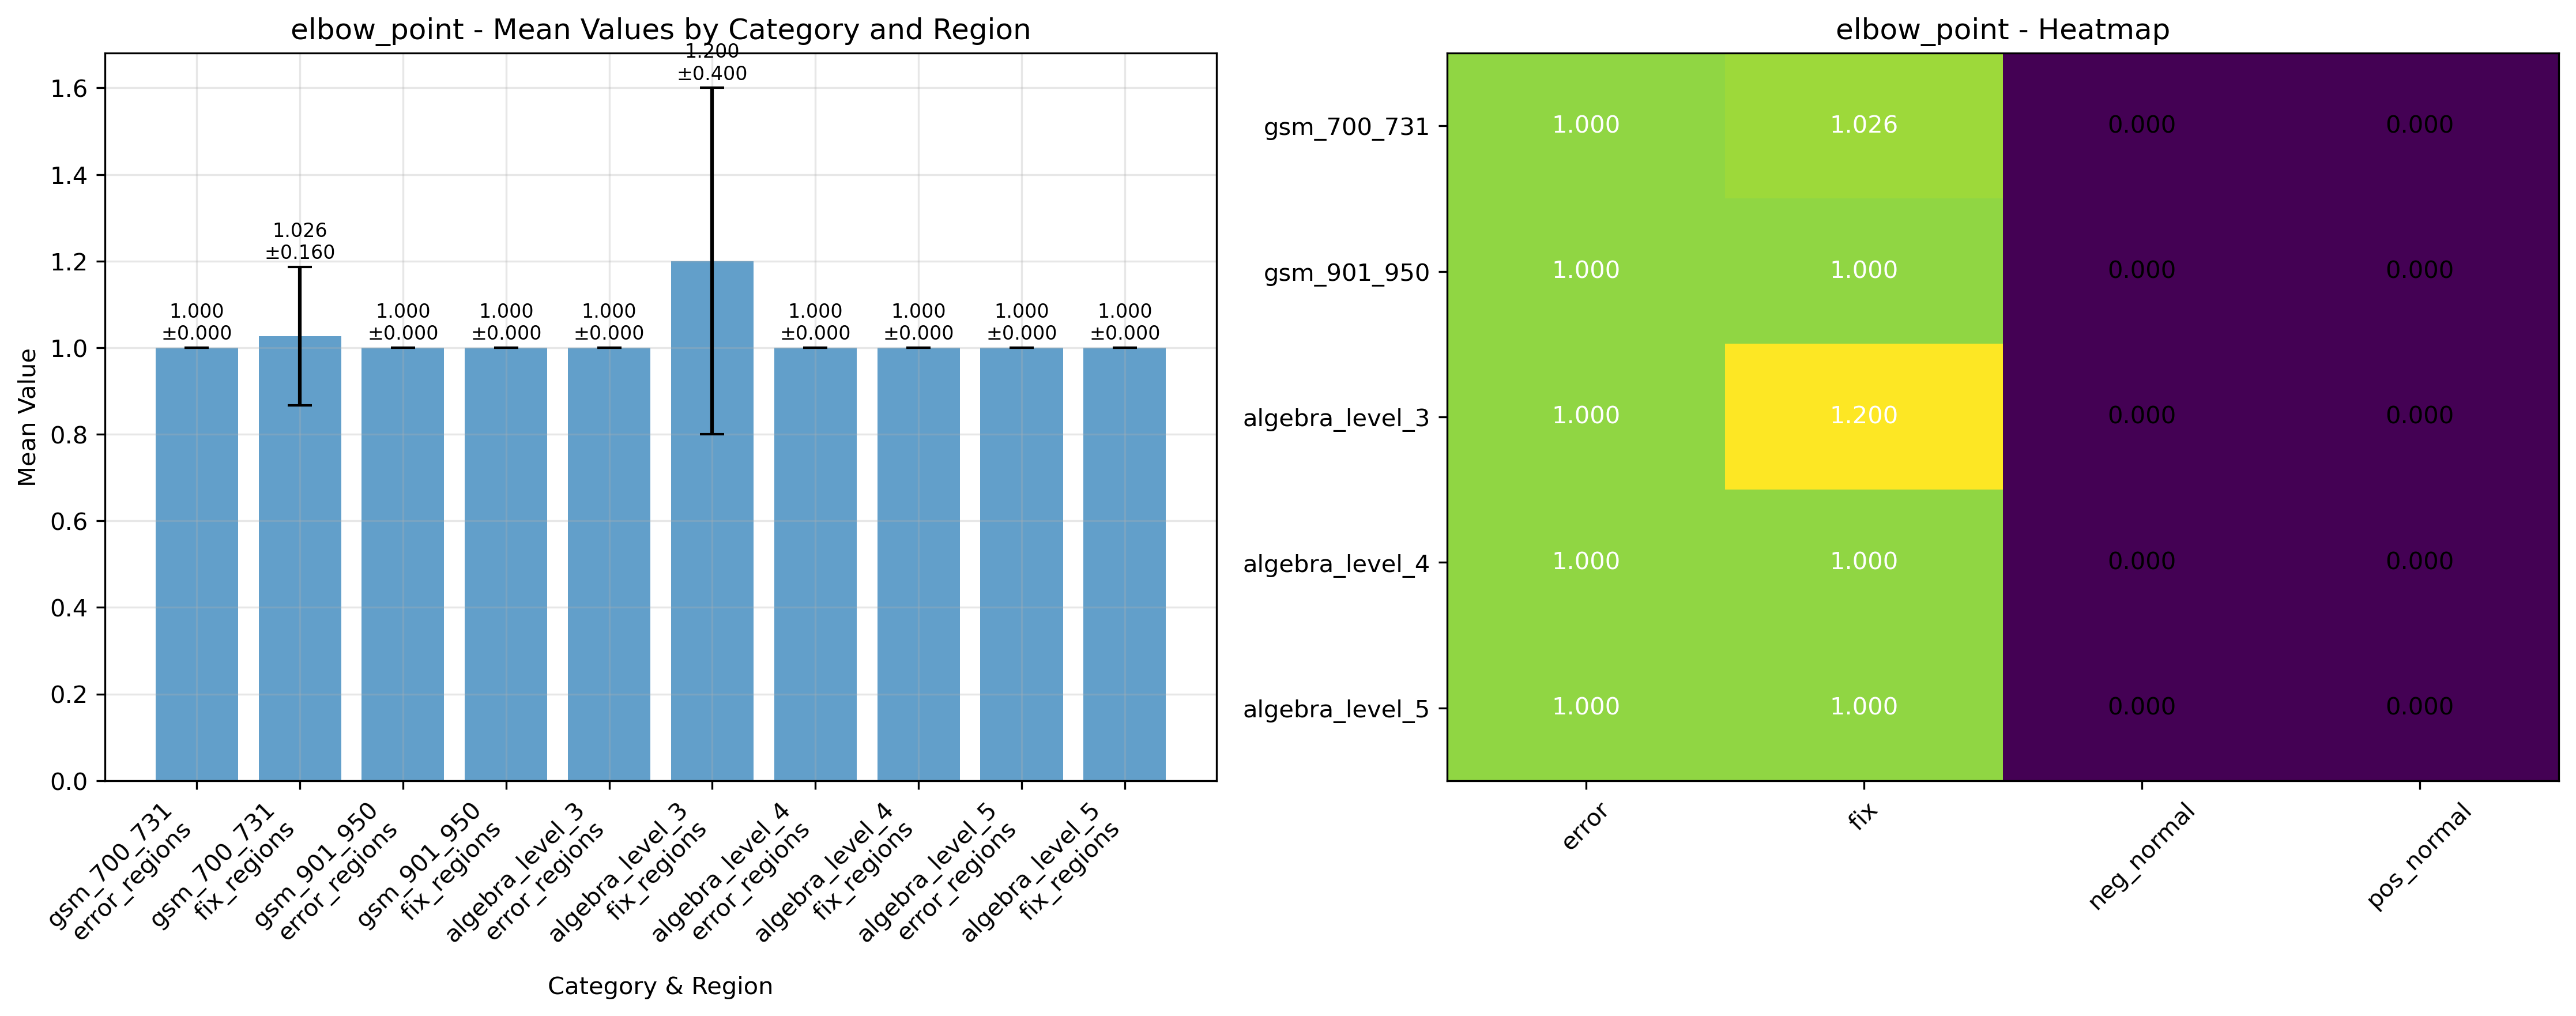 elbow_point - Mean Values by Category and Region
Mean Value
1.6
1.4
1.2
1.0
0.8
0.6
0.4
0.2
0.0
1.000
±0.000
1.026
±0.160
1.000
±0.000
1.000
±0.000
1.000
±0.000
1.200
±0.400
1.000
±0.000
1.000
±0.000
1.000
±0.000
1.000
±0.000
gsm_700_731
error_regions
gsm_700_731
fix_regions
gsm_901_950
error_regions
gsm_901_950
fix_regions
algebra_level_3
error_regions
algebra_level_3
fix_regions
algebra_level_4
error_regions
algebra_level_4
fix_regions
algebra_level_5
error_regions
algebra_level_5
fix_regions
Category & Region
elbow_point - Heatmap
gsm_700_731 1.000 1.026 0.000 0.000
gsm_901_950 1.000 1.000 0.000 0.000
algebra_level_3 1.000 1.200 0.000 0.000
algebra_level_4 1.000 1.000 0.000 0.000
algebra_level_5 1.000 1.000 0.000 0.000
error
fix
neg_normal
pos_normal